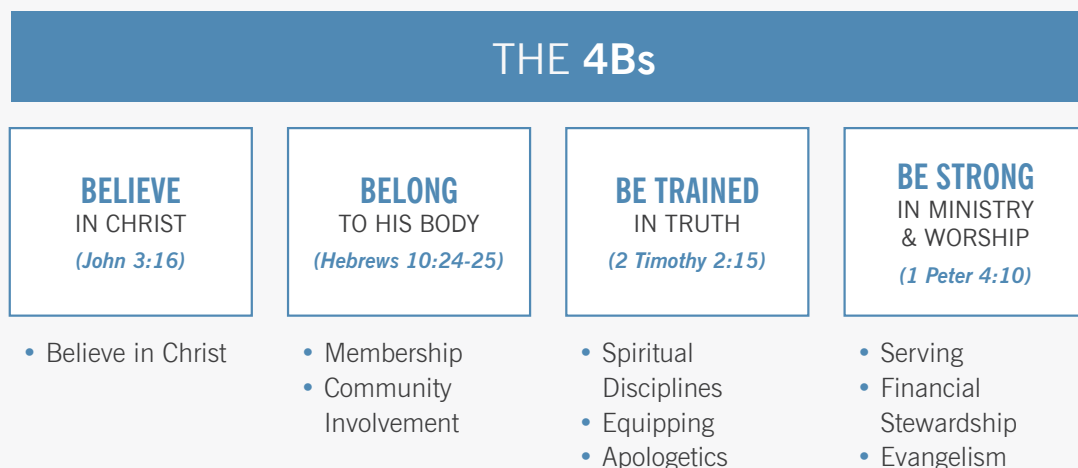 THE 4Bs
BELIEVE
IN CHRIST
(John 3:16)
• Believe in Christ
BELONG
TO HIS BODY
(Hebrews 10:24-25)
• Membership
• Community
Involvement
BE TRAINED
IN TRUTH
(2 Timothy 2:15)
• Spiritual
Disciplines
• Equipping
• Apologetics
BE STRONG
IN MINISTRY
& WORSHIP
(1 Peter 4:10)
• Serving
• Financial
Stewardship
• Evangelism